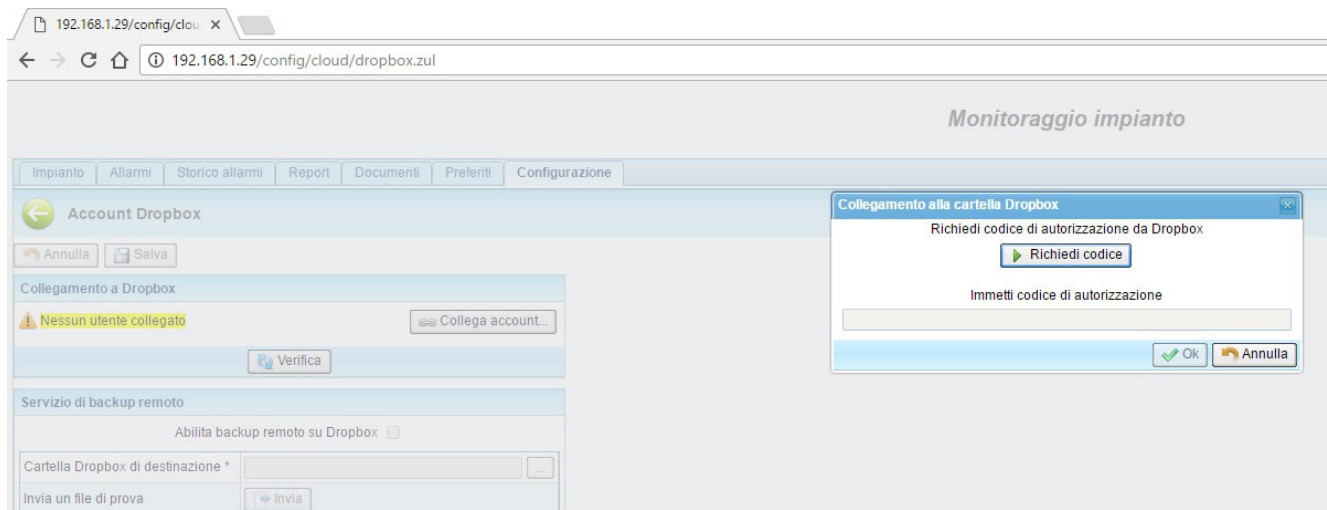 192.168.1.29/config/clou
192.168.1.29/config/cloud/dropbox.zul
Monitoraggio impianto
Impianto Allarmi Storico allarmi Report Documenti Preferiti Configurazione
Account Dropbox
Annulla Salva
Collegamento a Dropbox
Nessun utente collegato Collega account...
Verifica
Servizio di backup remoto
Abilita backup remoto su Dropbox
Cartella Dropbox di destinazione * ...
Invia un file di prova Invia
Collegamento alla cartella Dropbox
Richiedi codice di autorizzazione da Dropbox
Richiedi codice
Immetti codice di autorizzazione
Ok Annulla